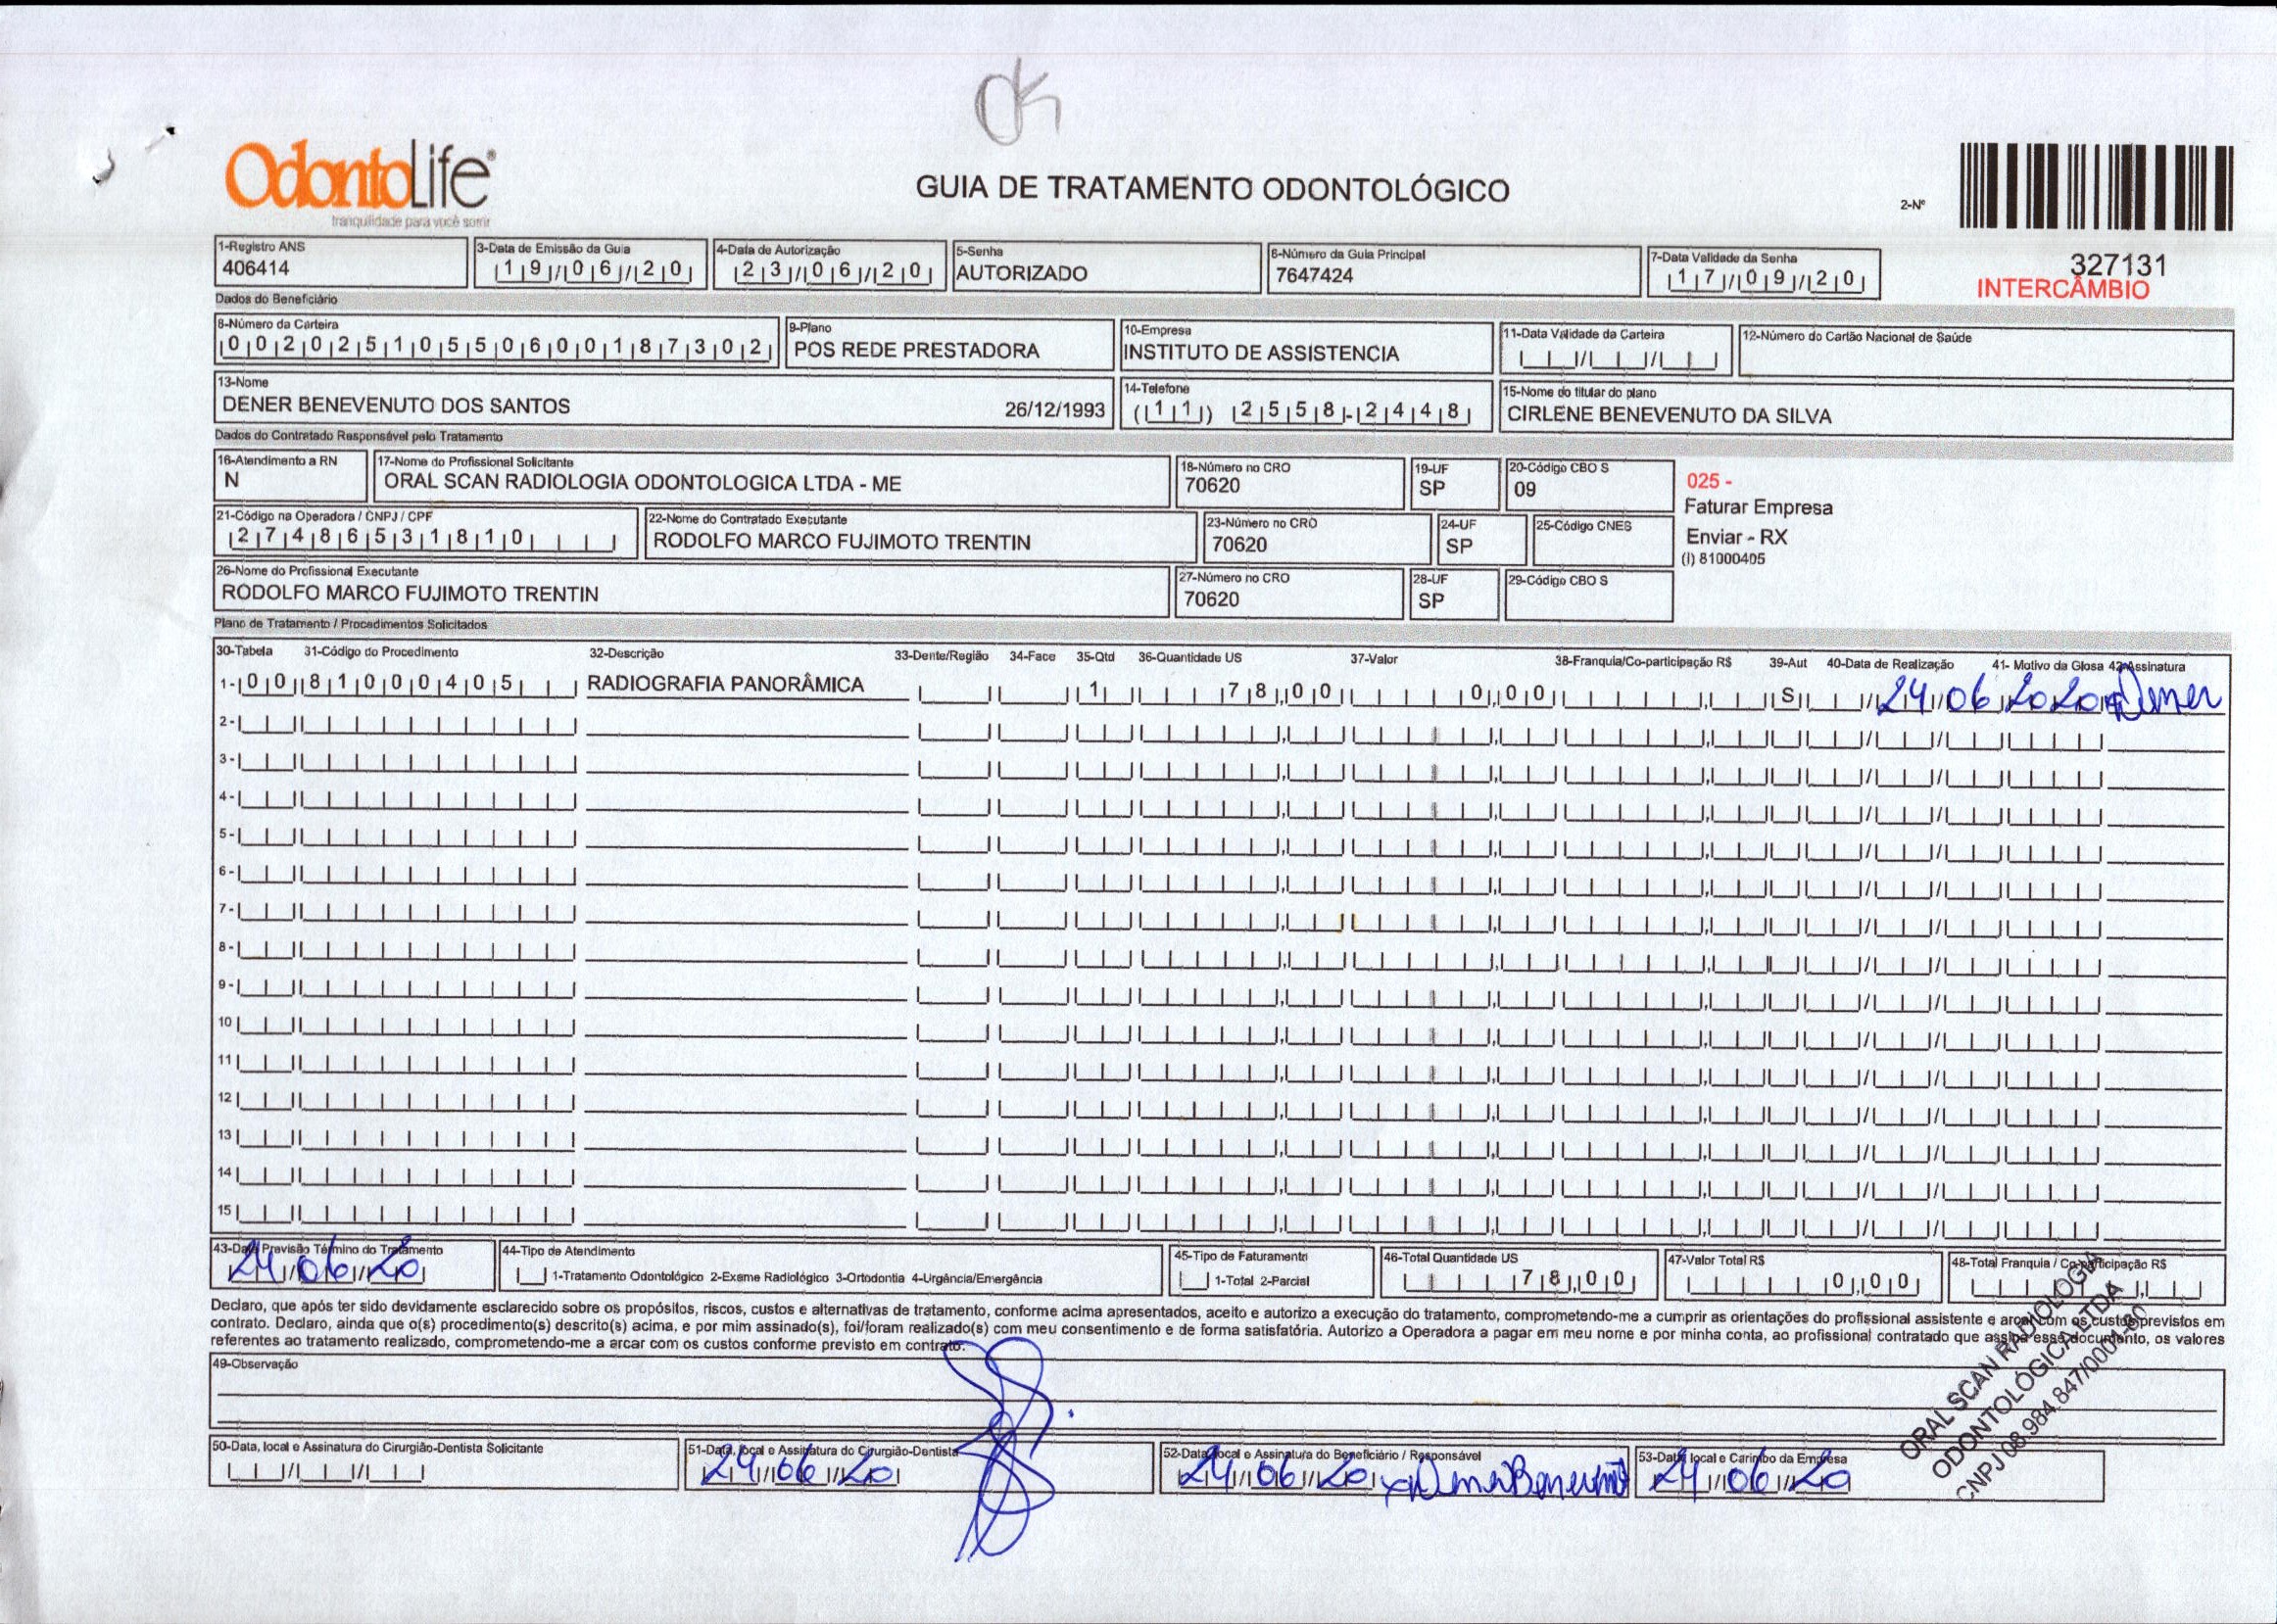 OK
OdontoLife®
tranquilidade para você sorrir
GUIA DE TRATAMENTO ODONTOLÓGICO
2-Nº
327131
INTERCÂMBIO
1-Registro ANS
406414
3-Data de Emissão da Guia
19/06/20
4-Data de Autorização
23/06/20
5-Senha
AUTORIZADO
6-Número da Guia Principal
7647424
7-Data Validade da Senha
17/09/20
Dados do Beneficiário
8-Número da Carteira
00202510550600187302
9-Plano
POS REDE PRESTADORA
10-Empresa
INSTITUTO DE ASSISTENCIA
11-Data Validade da Carteira
12-Número do Cartão Nacional de Saúde
13-Nome
DENER BENEVENUTO DOS SANTOS 26/12/1993
14-Telefone
(11) 2558-2448
15-Nome do titular do plano
CIRLENE BENEVENUTO DA SILVA
Dados do Contratado Responsável pelo Tratamento
16-Atendimento a RN
N
17-Nome do Profissional Solicitante
ORAL SCAN RADIOLOGIA ODONTOLOGICA LTDA - ME
18-Número no CRO
70620
19-UF
SP
20-Código CBO S
09
025 -
Faturar Empresa
Enviar - RX
(I) 81000405
21-Código na Operadora / CNPJ / CPF
27486531810
22-Nome do Contratado Executante
RODOLFO MARCO FUJIMOTO TRENTIN
23-Número no CRO
70620
24-UF
SP
25-Código CNES
26-Nome do Profissional Executante
RODOLFO MARCO FUJIMOTO TRENTIN
27-Número no CRO
70620
28-UF
SP
29-Código CBO S
Plano de Tratamento / Procedimentos Solicitados
30-Tabela 31-Código do Procedimento 32-Descrição 33-Dente/Região 34-Face 35-Qtd 36-Quantidade US 37-Valor 38-Franquia/Co-participação R$ 39-Aut 40-Data de Realização 41- Motivo da Glosa 42-Assinatura
1- 00 81000405 RADIOGRAFIA PANORÂMICA 1 78,00 0,00 S 24/06/2020 Dener
2-
3-
4-
5-
6-
7-
8-
9-
10
11
12
13
14
15
43-Data Previsão Término do Tratamento
24/06/20
44-Tipo de Atendimento
1-Tratamento Odontológico 2-Exame Radiológico 3-Ortodontia 4-Urgência/Emergência
45-Tipo de Faturamento
1-Total 2-Parcial
46-Total Quantidade US
78,00
47-Valor Total R$
0,00
48-Total Franquia / Co-participação R$
Declaro, que após ter sido devidamente esclarecido sobre os propósitos, riscos, custos e alternativas de tratamento, conforme acima apresentados, aceito e autorizo a execução do tratamento, comprometendo-me a cumprir as orientações do profissional assistente e arcar com os custos previstos em
contrato. Declaro, ainda que o(s) procedimento(s) descrito(s) acima, e por mim assinado(s), foi/foram realizado(s) com meu consentimento e de forma satisfatória. Autorizo a Operadora a pagar em meu nome e por minha conta, ao profissional contratado que assina esse documento, os valores
referentes ao tratamento realizado, comprometendo-me a arcar com os custos conforme previsto em contrato.
49-Observação
50-Data, local e Assinatura do Cirurgião-Dentista Solicitante
51-Data, local e Assinatura do Cirurgião-Dentista
24/06/20
52-Data, local e Assinatura do Beneficiário / Responsável
24/06/20 x Dener Benevenuto
53-Data, local e Carimbo da Empresa
24/06/20
ORAL SCAN RADIOLOGIA
ODONTOLÓGICA LTDA
CNPJ 08.984.847/0001-80